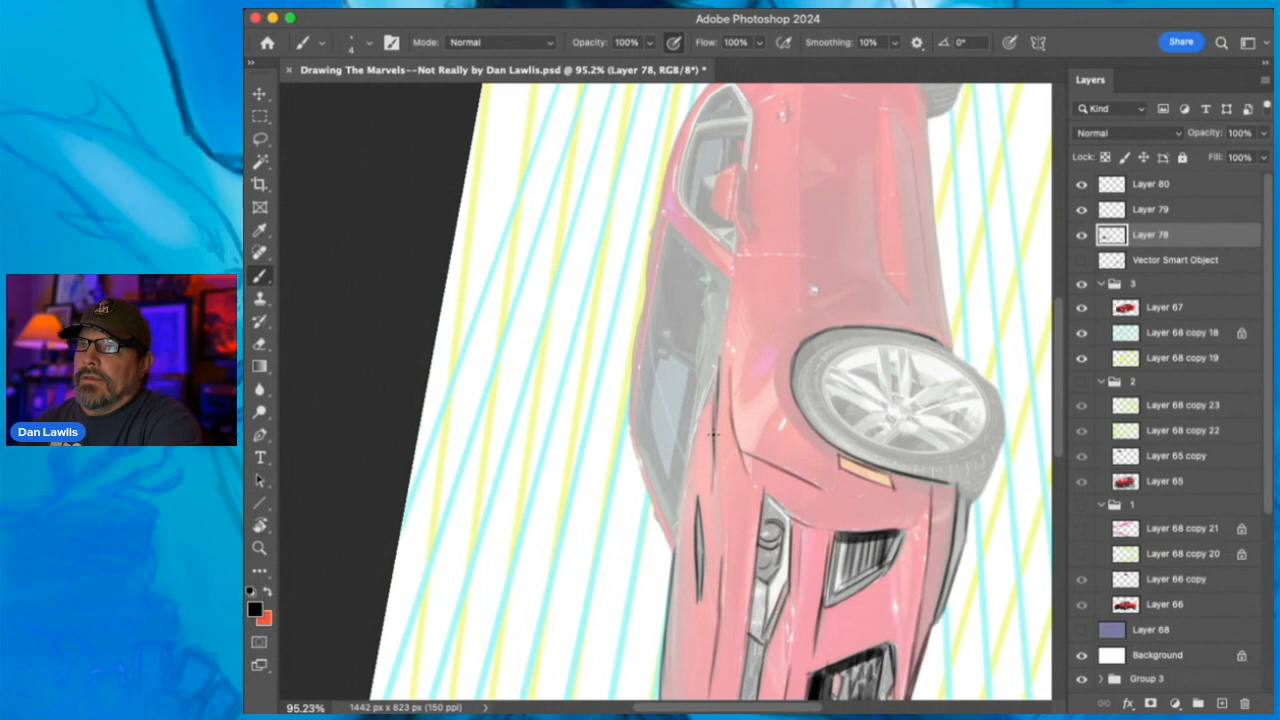 Adobe Photoshop 2024
4
Mode: Normal
Opacity: 100%
Flow: 100%
Smoothing: 10%
0°
Share
Drawing The Marvels--Not Really by Dan Lawlis.psd @ 95.2% (Layer 78, RGB/8*) *
Layers
Kind
Normal
Opacity: 100%
Lock:
Fill: 100%
Layer 80
Layer 79
Layer 78
Vector Smart Object
3
Layer 67
Layer 68 copy 18
Layer 68 copy 19
2
Layer 68 copy 23
Layer 68 copy 22
Layer 65 copy
Layer 65
1
Layer 68 copy 21
Layer 68 copy 20
Layer 66 copy
Layer 66
Layer 68
Background
Group 3
95.23%
1442 px x 823 px (150 ppi)
Dan Lawlis